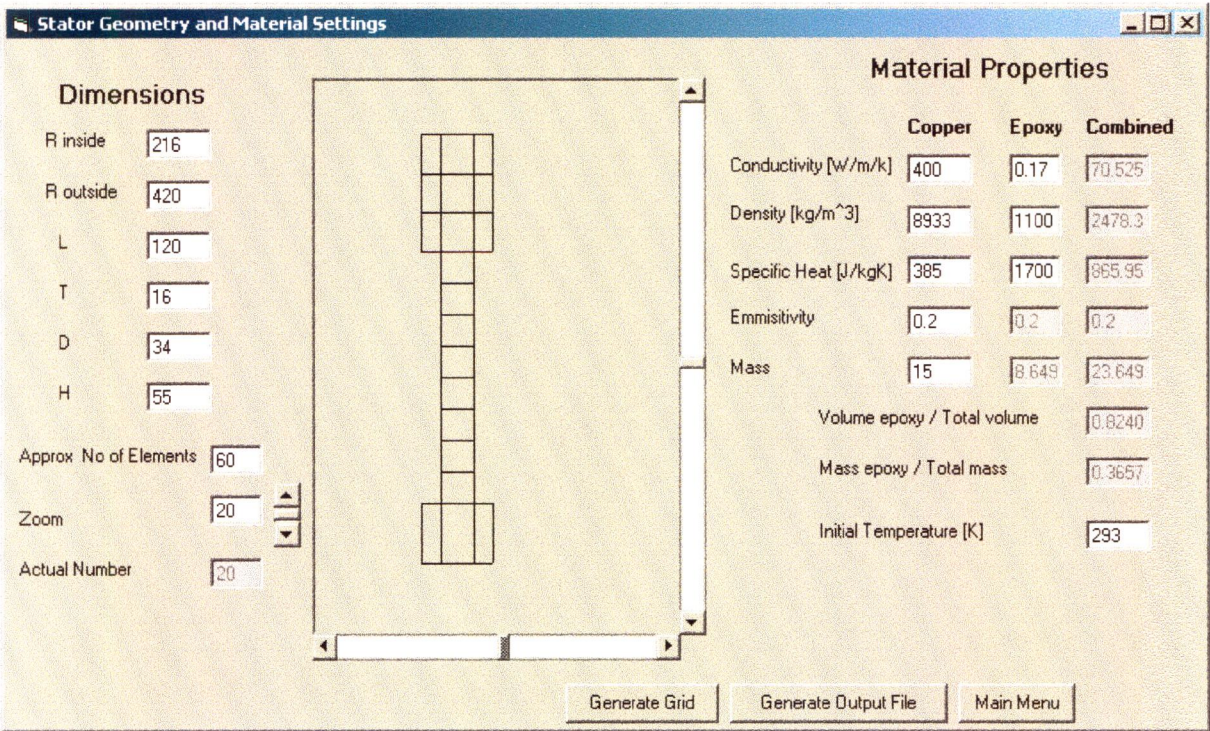 Stator Geometry and Material Settings
Dimensions
R inside 216
R outside 420
L 120
T 16
D 34
H 55
Approx No of Elements 60
Zoom 20
Actual Number 20
Material Properties
Copper Epoxy Combined
Conductivity [W/m/k] 400 0.17 70.525
Density [kg/m^3] 8933 1100 2478.3
Specific Heat [J/kgK] 385 1700 865.95
Emmisitivity 0.2 0.2 0.2
Mass 15 8.649 23.649
Volume epoxy / Total volume 0.8240
Mass epoxy / Total mass 0.3657
Initial Temperature [K] 293
Generate Grid Generate Output File Main Menu